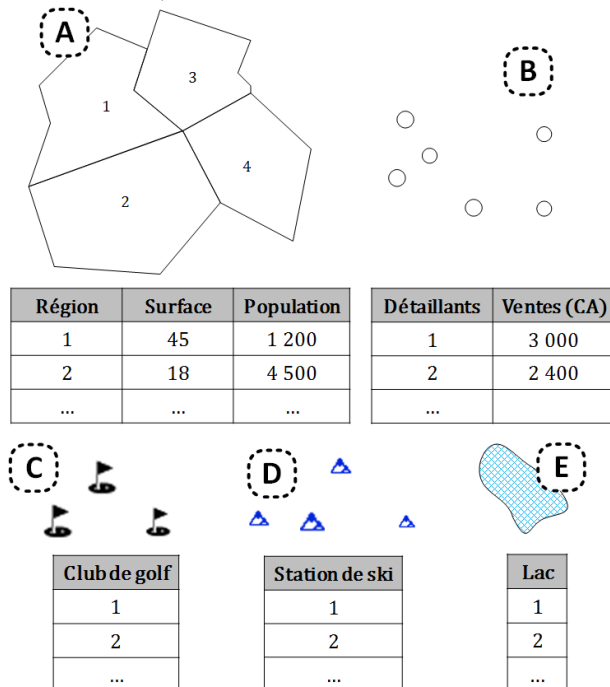 A
B
3
1
4
2
Région Surface Population
1 45 1 200
2 18 4 500
... ... ...
Détaillants Ventes (CA)
1 3 000
2 2 400
...
C
D
E
Club de golf
1
2
...
Station de ski
1
2
...
Lac
1
2
...